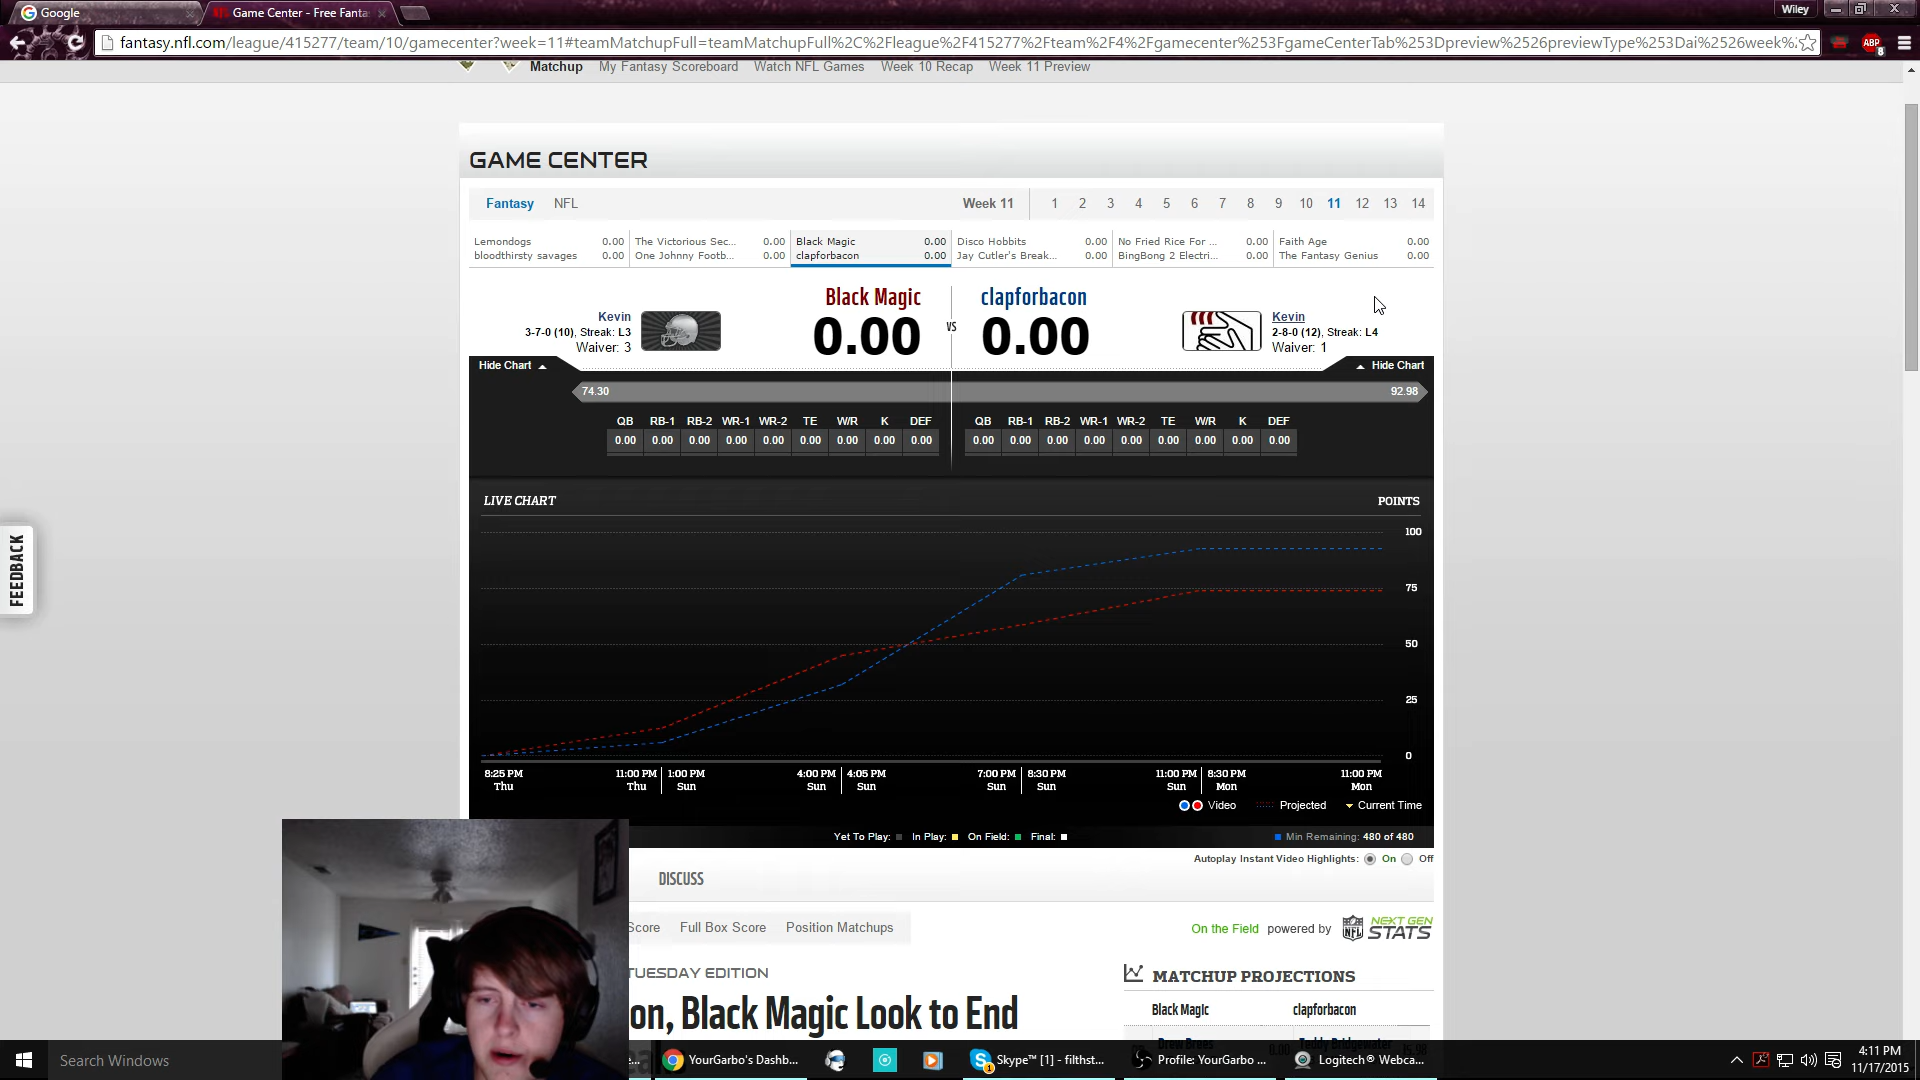 Google
Game Center - Free Fanta
Wiley
fantasy.nfl.com/league/415277/team/10/gamecenter?week=11#teamMatchupFull=teamMatchupFull%2C%2Fleague%2F415277%2Fteam%2F4%2Fgamecenter%253FgameCenterTab%253Dpreview%2526previewType%253Dai%2526week%
ABP
8
Matchup My Fantasy Scoreboard Watch NFL Games Week 10 Recap Week 11 Preview
GAME CENTER
Fantasy NFL Week 11 1 2 3 4 5 6 7 8 9 10 11 12 13 14
Lemondogs 0.00 The Victorious Sec... 0.00 Black Magic 0.00 Disco Hobbits 0.00 No Fried Rice For ... 0.00 Faith Age 0.00
bloodthirsty savages 0.00 One Johnny Footb... 0.00 clapforbacon 0.00 Jay Cutler's Break... 0.00 BingBong 2 Electri... 0.00 The Fantasy Genius 0.00
Black Magic clapforbacon
Kevin 0.00 VS 0.00 Kevin
3-7-0 (10), Streak: L3 2-8-0 (12), Streak: L4
Waiver: 3 Waiver: 1
Hide Chart Hide Chart
74.30 92.98
QB RB-1 RB-2 WR-1 WR-2 TE W/R K DEF QB RB-1 RB-2 WR-1 WR-2 TE W/R K DEF
0.00 0.00 0.00 0.00 0.00 0.00 0.00 0.00 0.00 0.00 0.00 0.00 0.00 0.00 0.00 0.00 0.00 0.00
LIVE CHART POINTS
100
75
50
25
0
FEEDBACK
8:25 PM 11:00 PM 1:00 PM 4:00 PM 4:05 PM 7:00 PM 8:30 PM 11:00 PM 8:30 PM 11:00 PM
Thu Thu Sun Sun Sun Sun Sun Sun Mon Mon
Video Projected Current Time
Yet To Play: In Play: On Field: Final: Min Remaining: 480 of 480
Autoplay Instant Video Highlights: On Off
DISCUSS
Score Full Box Score Position Matchups
On the Field powered by NFL NEXT GEN STATS
TUESDAY EDITION
MATCHUP PROJECTIONS
on, Black Magic Look to End
Black Magic clapforbacon
Drew Brees Teddy Bridgewater
Search Windows
e... YourGarbo's Dashb... Skype™ [1] - filthst... Profile: YourGarbo ... Logitech® Webca...
4:11 PM
11/17/2015